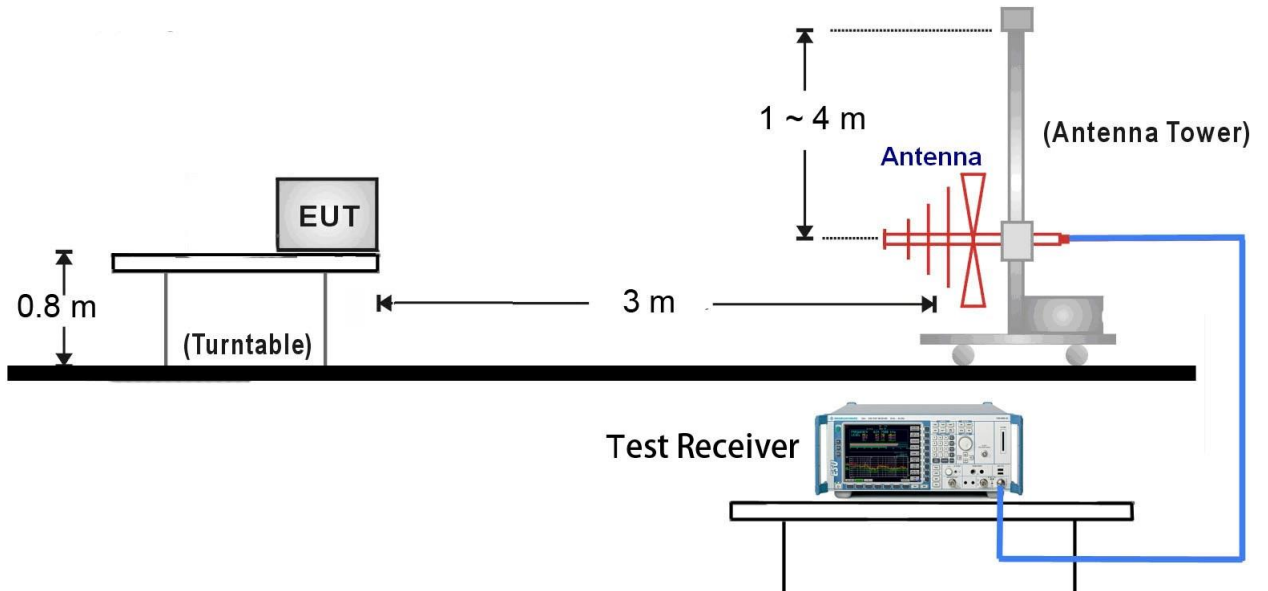 1 ~ 4 m
(Antenna Tower)
Antenna
EUT
0.8 m
3 m
(Turntable)
Test Receiver